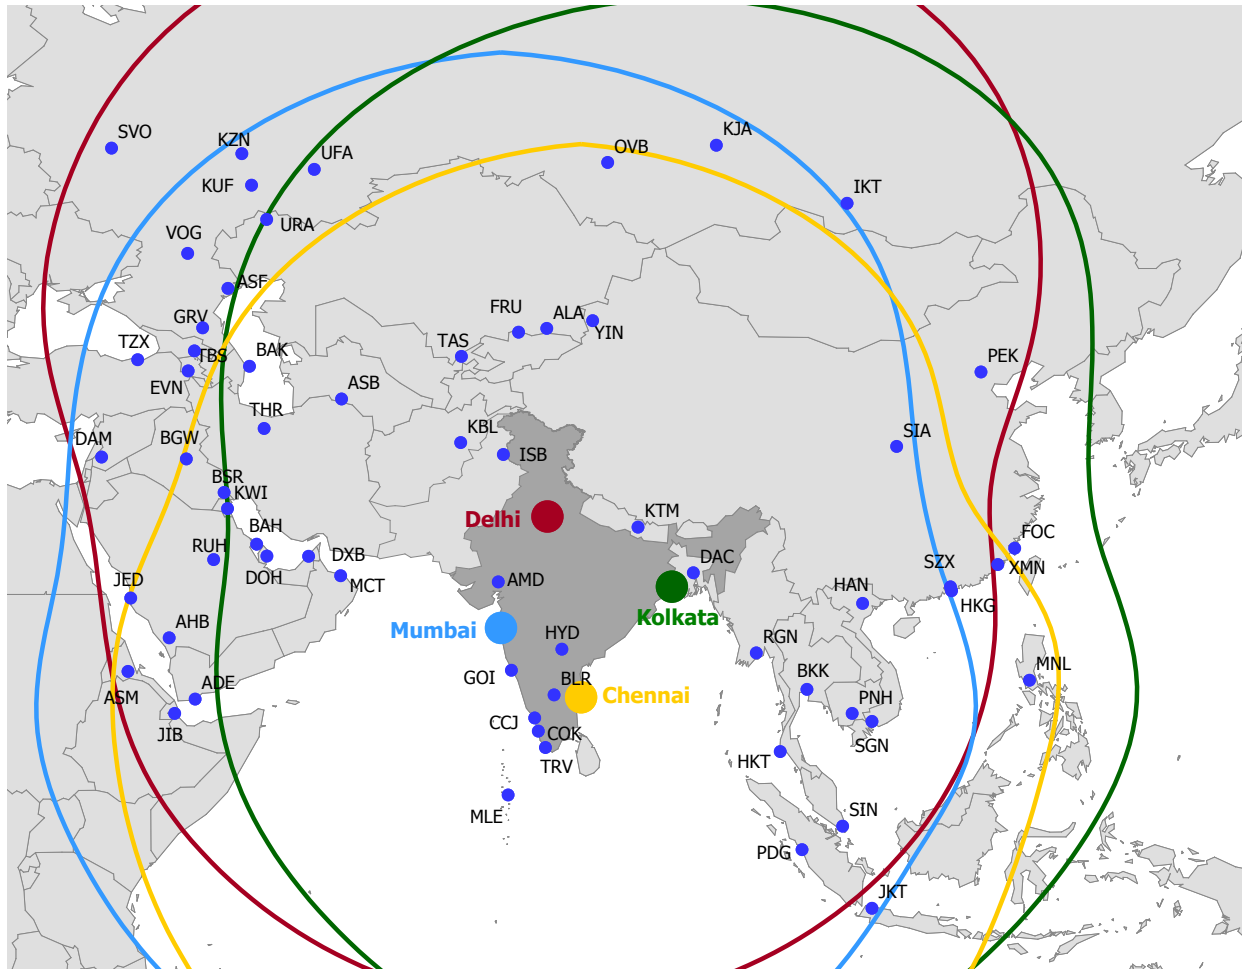 SVO
KZN
UFA
OVB
KJA
KUF
IKT
URA
VOG
ASF
GRV
FRU
ALA
YIN
TZX
TBS
BAK
TAS
PEK
EVN
ASB
THR
KBL
SIA
DAM
BGW
ISB
BSR
KWI
Delhi
KTM
BAH
FOC
RUH
DXB
DAC
SZX
XMN
DOH
JED
MCT
AMD
HAN
HKG
Kolkata
AHB
Mumbai
HYD
RGN
GOI
BLR
BKK
MNL
ASM
ADE
Chennai
PNH
JIB
CCJ
COK
SGN
TRV
HKT
MLE
SIN
PDG
JKT